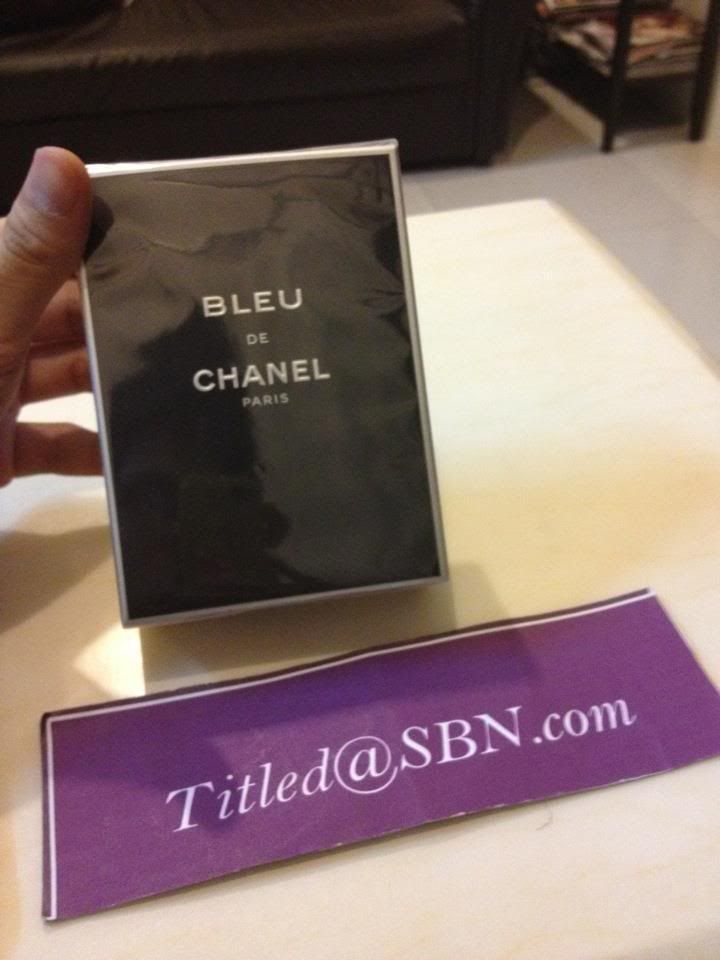 BLEU
DE
CHANEL
PARIS
Titled@SBN.com